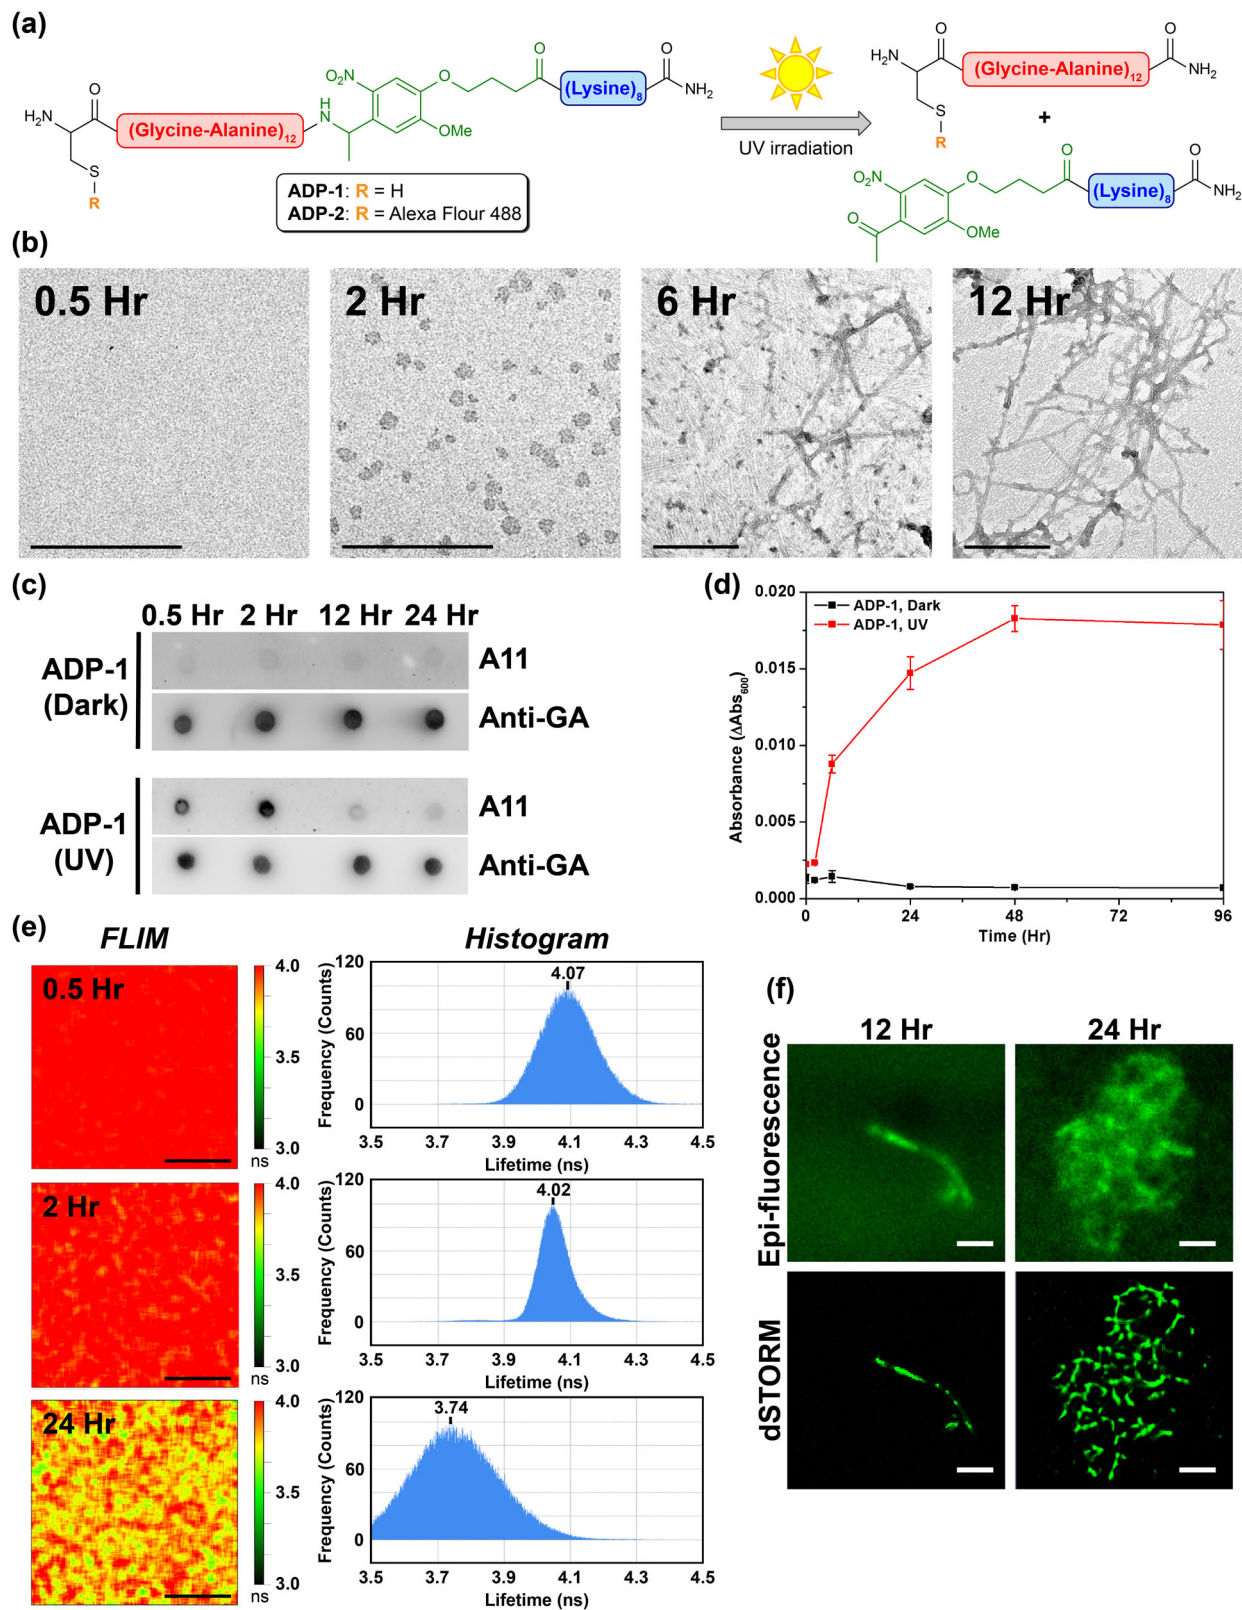 (a)
H₂N
O
(Glycine-Alanine)₁₂
S
R
H
N
O₂N
O
OMe
O
(Lysine)₈
O
NH₂
ADP-1: R = H
ADP-2: R = Alexa Flour 488
UV irradiation
H₂N
O
(Glycine-Alanine)₁₂
O
NH₂
S
R
+
O₂N
O
O
OMe
O
(Lysine)₈
O
NH₂
(b)
0.5 Hr
2 Hr
6 Hr
12 Hr
(c)
0.5 Hr 2 Hr 12 Hr 24 Hr
ADP-1
(Dark)
A11
Anti-GA
ADP-1
(UV)
A11
Anti-GA
(d)
ADP-1, Dark
ADP-1, UV
Absorbance (ΔAbs₆₀₀)
0.020
0.015
0.010
0.005
0.000
0 24 48 72 96
Time (Hr)
(e)
FLIM
Histogram
0.5 Hr
4.0
3.5
3.0
ns
Frequency (Counts)
120
60
0
4.07
3.5 3.7 3.9 4.1 4.3 4.5
Lifetime (ns)
2 Hr
4.0
3.5
3.0
ns
Frequency (Counts)
120
60
0
4.02
3.5 3.7 3.9 4.1 4.3 4.5
Lifetime (ns)
24 Hr
4.0
3.5
3.0
ns
Frequency (Counts)
120
60
0
3.74
3.5 3.7 3.9 4.1 4.3 4.5
Lifetime (ns)
(f)
12 Hr 24 Hr
Epi-fluorescence
dSTORM